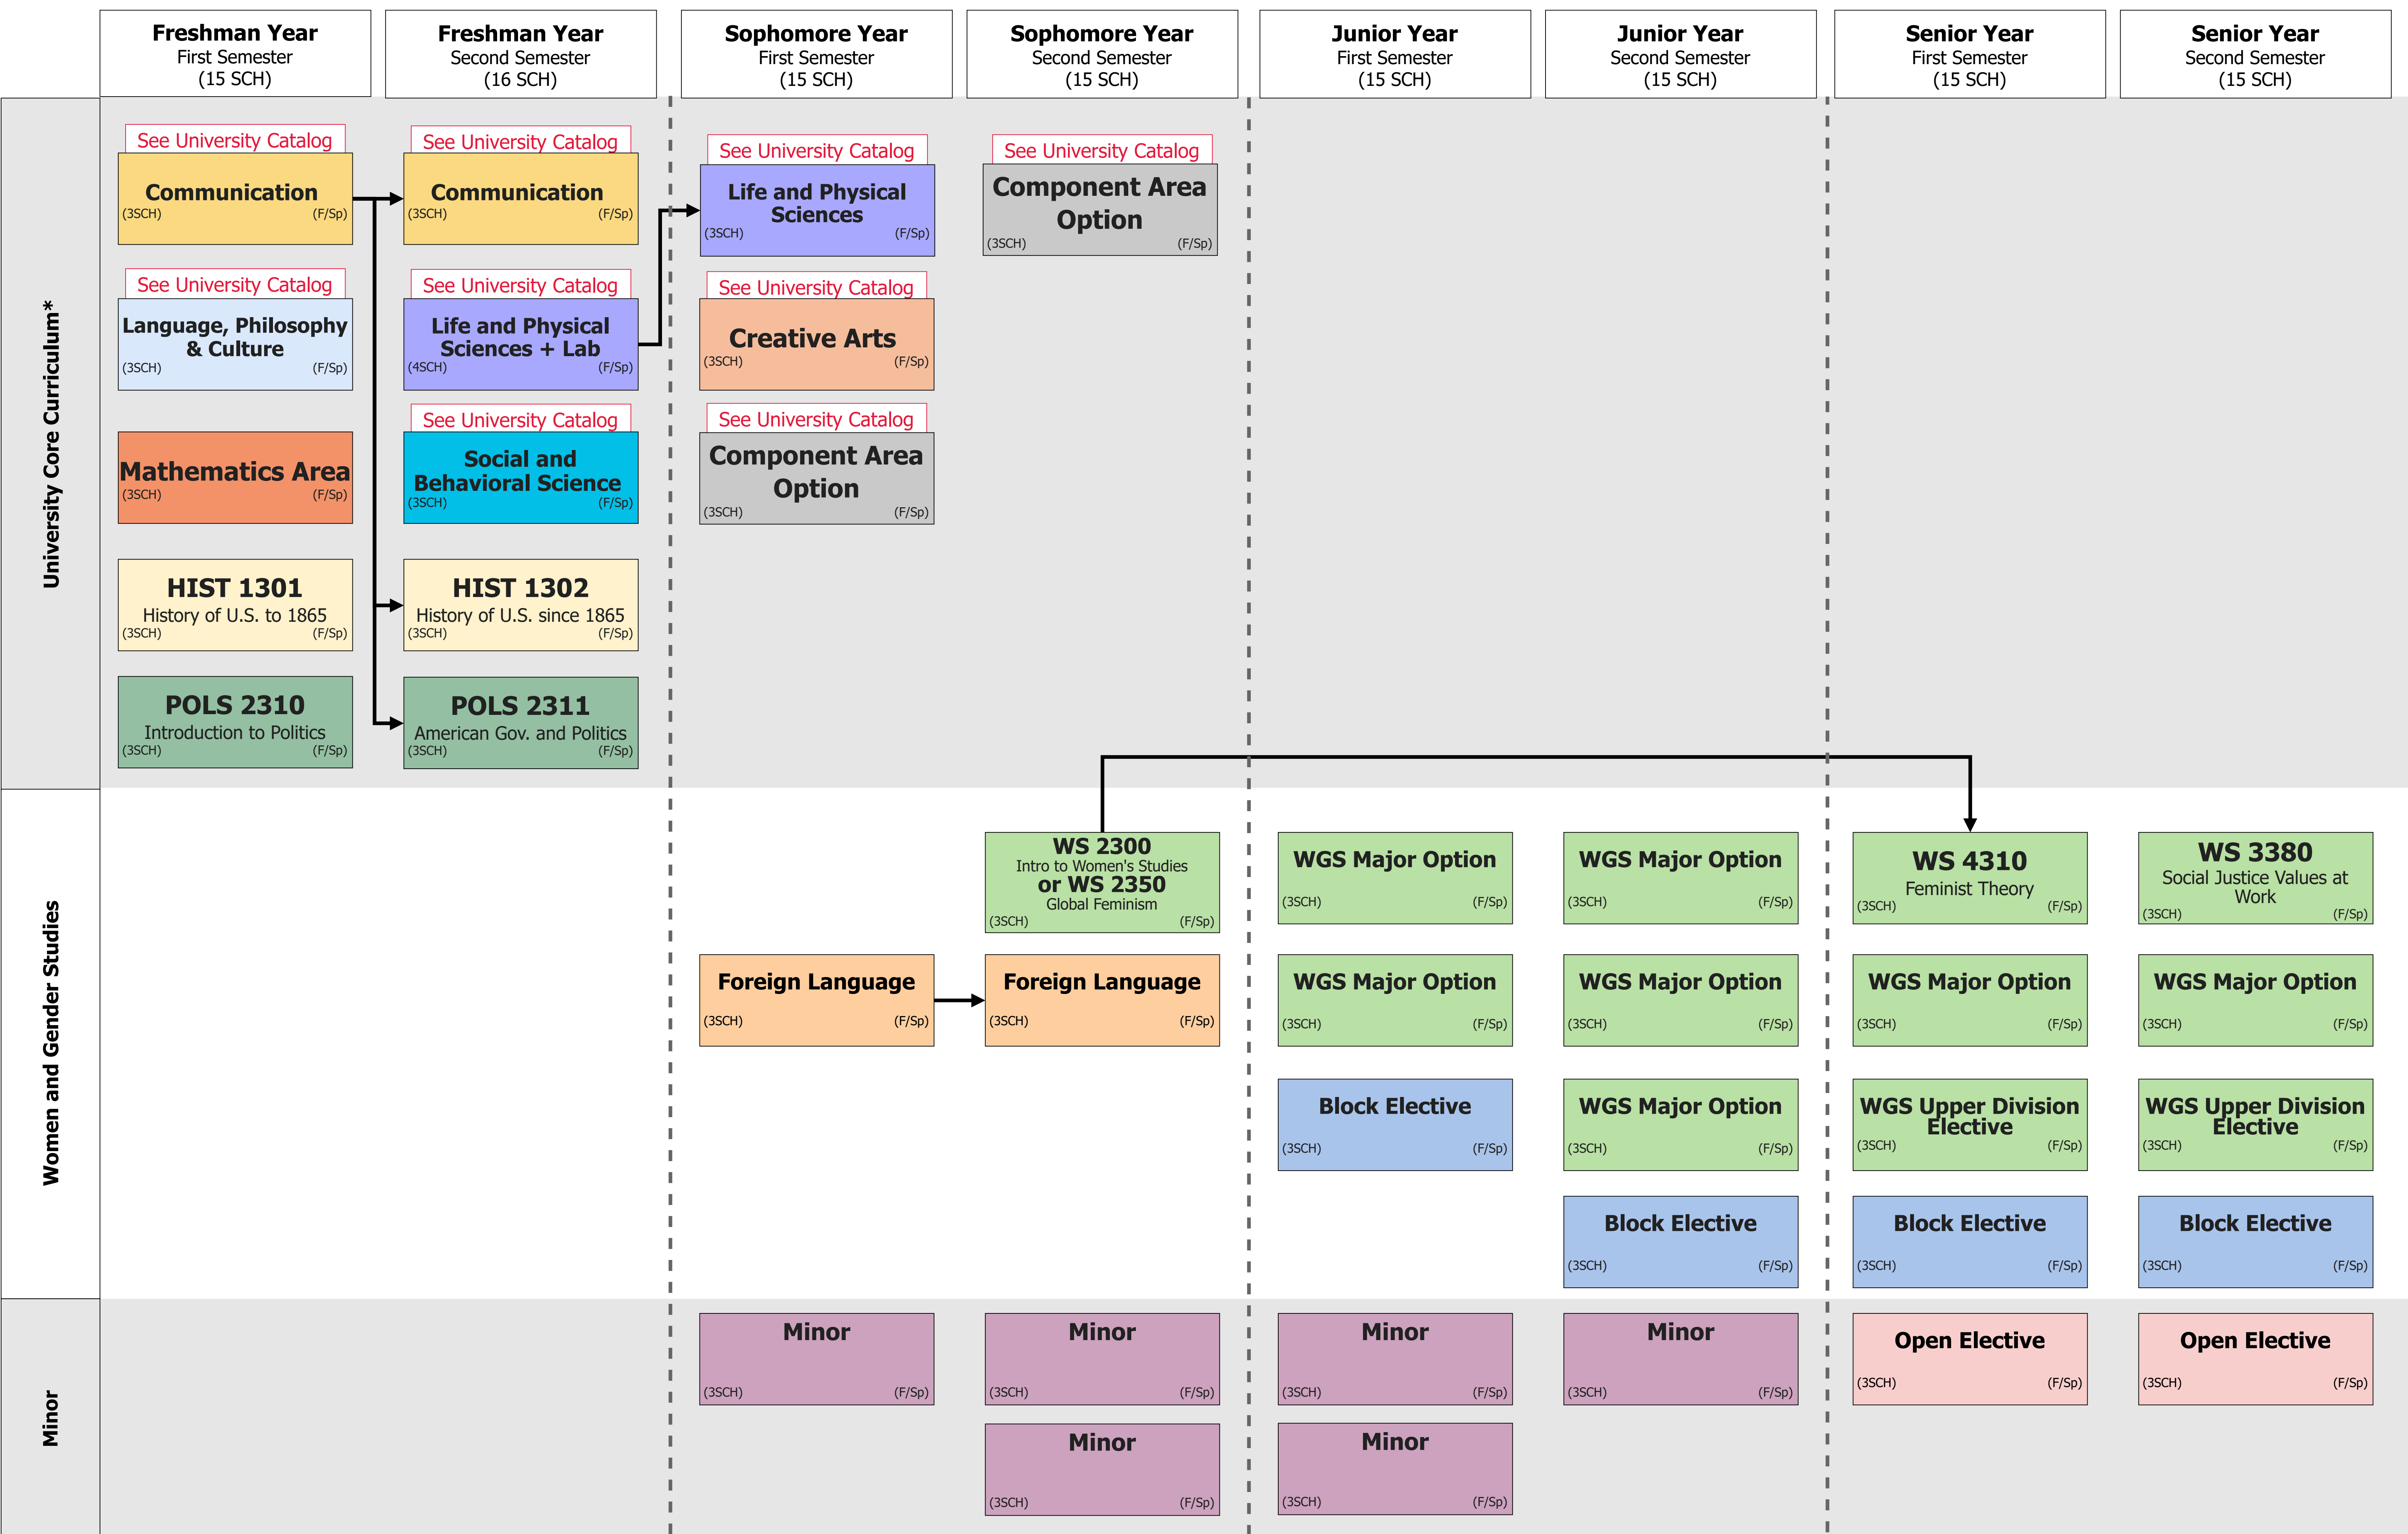 Freshman Year
First Semester
(15 SCH)
Freshman Year
Second Semester
(16 SCH)
Sophomore Year
First Semester
(15 SCH)
Sophomore Year
Second Semester
(15 SCH)
Junior Year
First Semester
(15 SCH)
Junior Year
Second Semester
(15 SCH)
Senior Year
First Semester
(15 SCH)
Senior Year
Second Semester
(15 SCH)
University Core Curriculum*
See University Catalog
Communication
(3SCH) (F/Sp)
See University Catalog
Communication
(3SCH) (F/Sp)
See University Catalog
Life and Physical
Sciences
(3SCH) (F/Sp)
See University Catalog
Component Area
Option
(3SCH) (F/Sp)
See University Catalog
Language, Philosophy
& Culture
(3SCH) (F/Sp)
See University Catalog
Life and Physical
Sciences + Lab
(4SCH) (F/Sp)
See University Catalog
Creative Arts
(3SCH) (F/Sp)
Mathematics Area
(3SCH) (F/Sp)
See University Catalog
Social and
Behavioral Science
(3SCH) (F/Sp)
See University Catalog
Component Area
Option
(3SCH) (F/Sp)
HIST 1301
History of U.S. to 1865
(3SCH) (F/Sp)
HIST 1302
History of U.S. since 1865
(3SCH) (F/Sp)
POLS 2310
Introduction to Politics
(3SCH) (F/Sp)
POLS 2311
American Gov. and Politics
(3SCH) (F/Sp)
Women and Gender Studies
WS 2300
Intro to Women's Studies
or WS 2350
Global Feminism
(3SCH) (F/Sp)
WGS Major Option
(3SCH) (F/Sp)
WGS Major Option
(3SCH) (F/Sp)
WS 4310
Feminist Theory
(3SCH) (F/Sp)
WS 3380
Social Justice Values at
Work
(3SCH) (F/Sp)
Foreign Language
(3SCH) (F/Sp)
Foreign Language
(3SCH) (F/Sp)
WGS Major Option
(3SCH) (F/Sp)
WGS Major Option
(3SCH) (F/Sp)
WGS Major Option
(3SCH) (F/Sp)
WGS Major Option
(3SCH) (F/Sp)
Block Elective
(3SCH) (F/Sp)
WGS Major Option
(3SCH) (F/Sp)
WGS Upper Division
Elective
(3SCH) (F/Sp)
WGS Upper Division
Elective
(3SCH) (F/Sp)
Block Elective
(3SCH) (F/Sp)
Block Elective
(3SCH) (F/Sp)
Block Elective
(3SCH) (F/Sp)
Minor
Minor
(3SCH) (F/Sp)
Minor
(3SCH) (F/Sp)
Minor
(3SCH) (F/Sp)
Minor
(3SCH) (F/Sp)
Open Elective
(3SCH) (F/Sp)
Open Elective
(3SCH) (F/Sp)
Minor
(3SCH) (F/Sp)
Minor
(3SCH) (F/Sp)